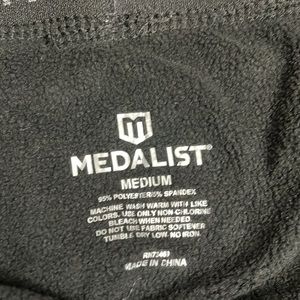 MEDALIST®
MEDIUM
95% POLYESTER/5% SPANDEX
MACHINE WASH WARM WITH LIKE
COLORS. USE ONLY NON-CHLORINE
BLEACH WHEN NEEDED.
DO NOT USE FABRIC SOFTENER
TUMBLE DRY LOW. NO IRON.
MADE IN CHINA